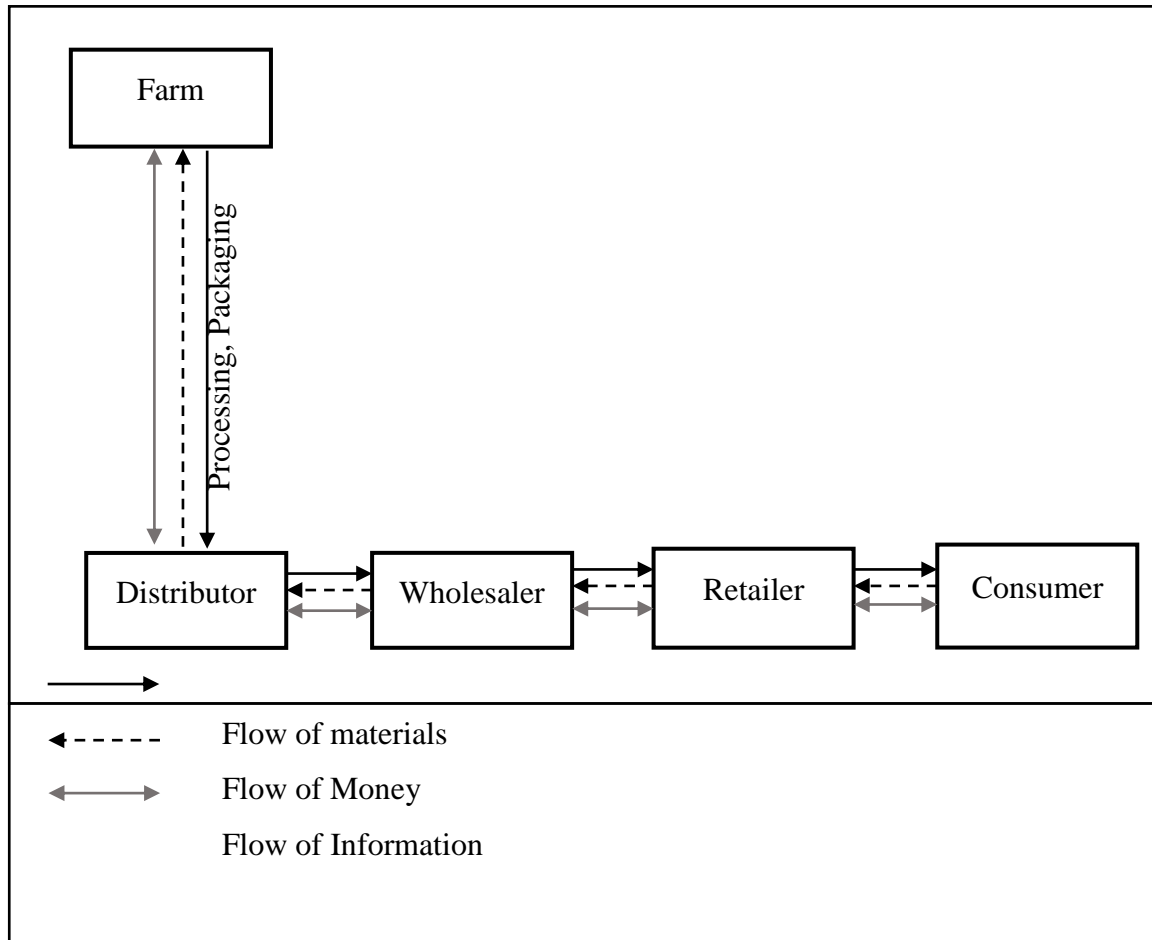 Farm
Processing, Packaging
Distributor
Wholesaler
Retailer
Consumer
Flow of materials
Flow of Money
Flow of Information